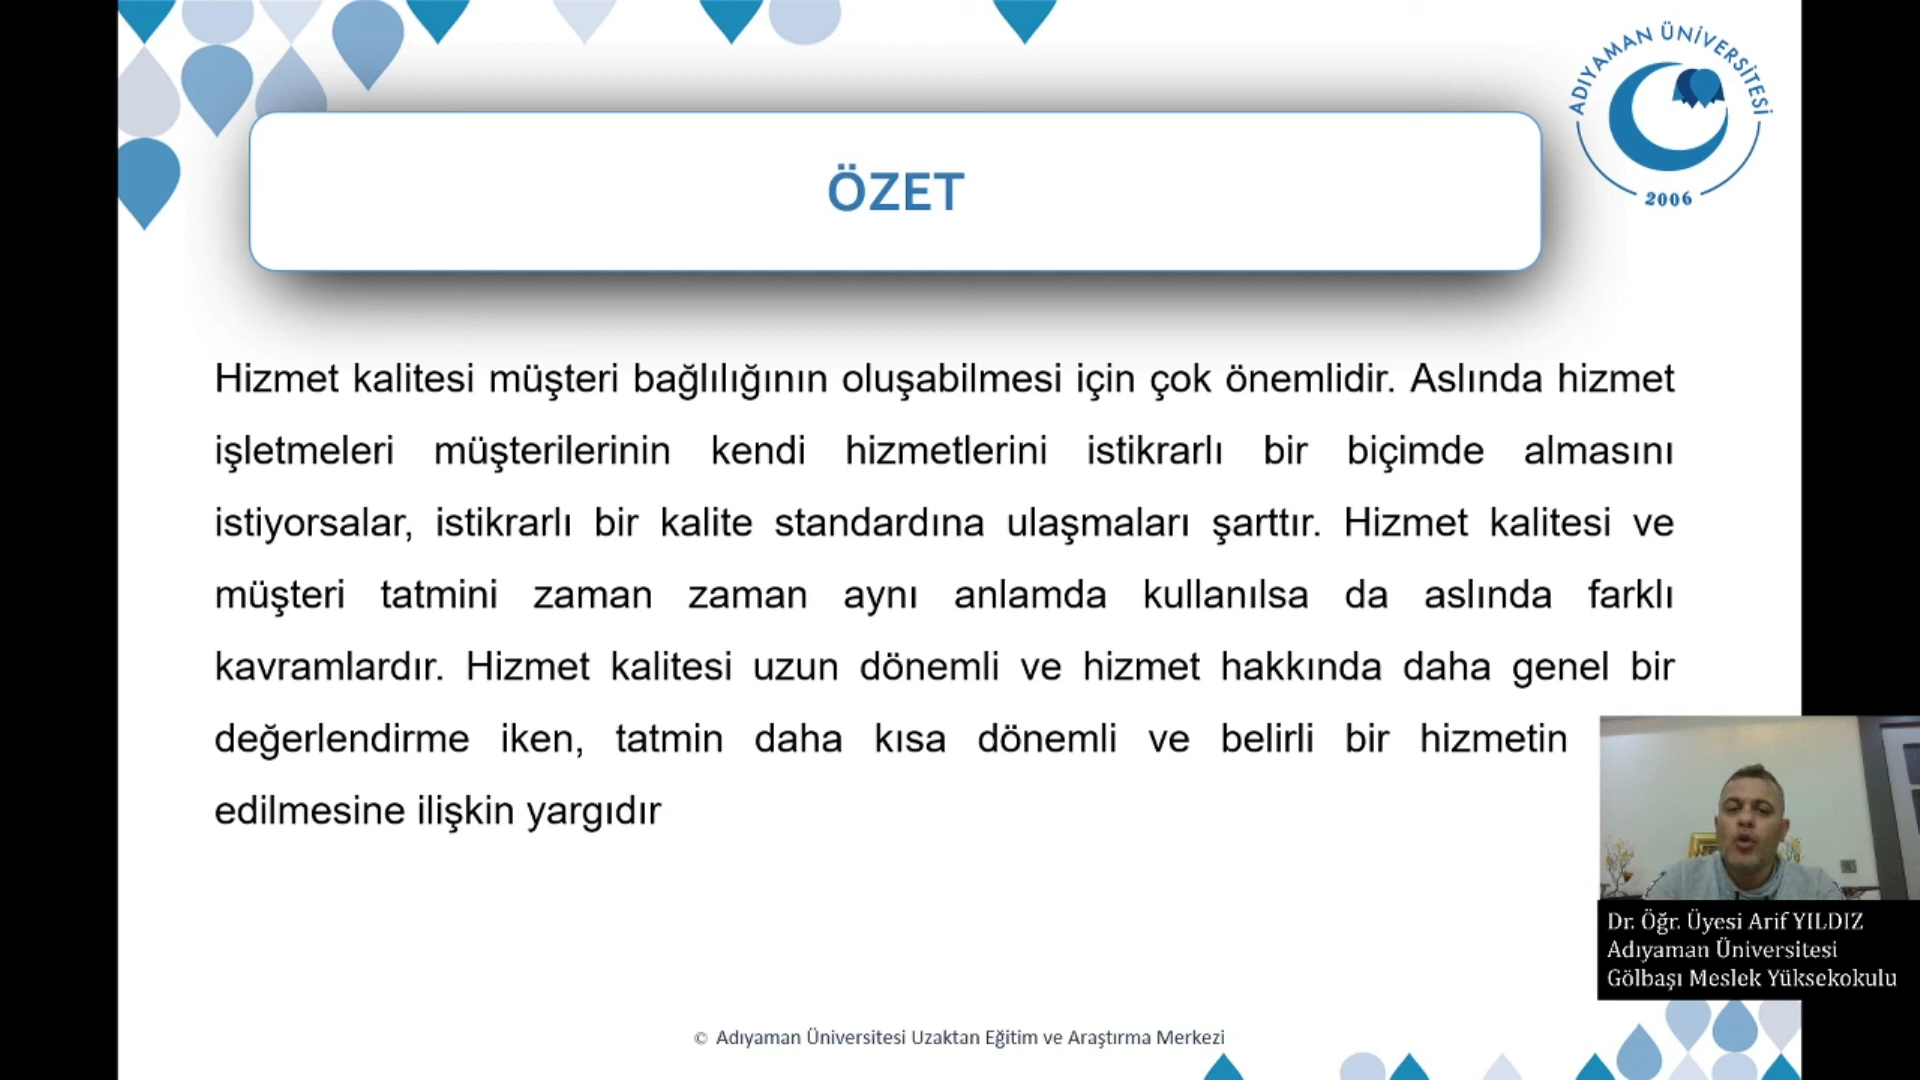 ADIYAMAN ÜNİVERSİTESİ
2006
ÖZET
Hizmet kalitesi müşteri bağlılığının oluşabilmesi için çok önemlidir. Aslında hizmet
işletmeleri müşterilerinin kendi hizmetlerini istikrarlı bir biçimde almasını
istiyorsalar, istikrarlı bir kalite standardına ulaşmaları şarttır. Hizmet kalitesi ve
müşteri tatmini zaman zaman aynı anlamda kullanılsa da aslında farklı
kavramlardır. Hizmet kalitesi uzun dönemli ve hizmet hakkında daha genel bir
değerlendirme iken, tatmin daha kısa dönemli ve belirli bir hizmetin
edilmesine ilişkin yargıdır
Dr. Öğr. Üyesi Arif YILDIZ
Adıyaman Üniversitesi
Gölbaşı Meslek Yüksekokulu
© Adıyaman Üniversitesi Uzaktan Eğitim ve Araştırma Merkezi